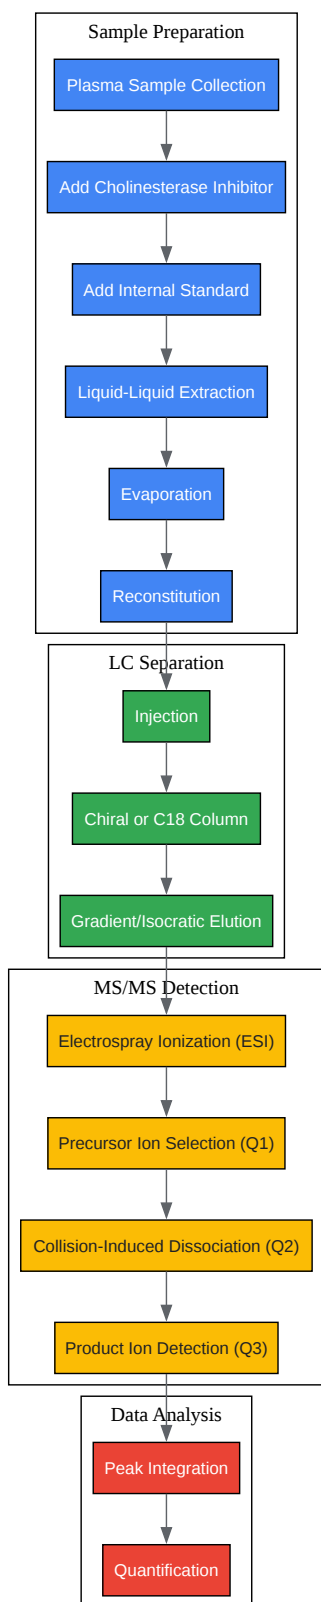 Sample Preparation
Plasma Sample Collection
Add Cholinesterase Inhibitor
Add Internal Standard
Liquid-Liquid Extraction
Evaporation
Reconstitution
LC Separation
Injection
Chiral or C18 Column
Gradient/Isocratic Elution
MS/MS Detection
Electrospray Ionization (ESI)
Precursor Ion Selection (Q1)
Collision-Induced Dissociation (Q2)
Product Ion Detection (Q3)
Data Analysis
Peak Integration
Quantification